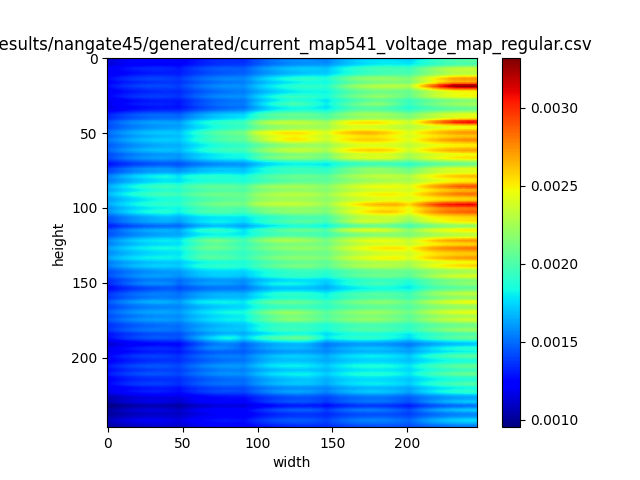 esults/nangate45/generated/current_map541_voltage_map_regular.csv
0
50
100
150
200
height
0 50 100 150 200
width
0.0030
0.0025
0.0020
0.0015
0.0010